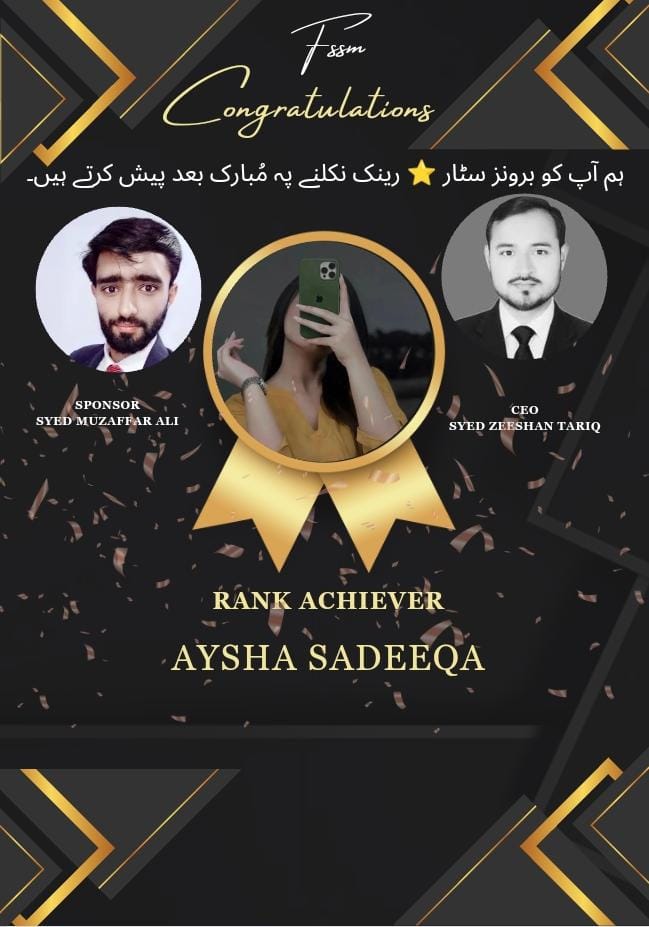 Fssm
Congratulations
ہم آپ کو برونز سٹار ⭐ رینک نکلنے پہ مُبارک بعد پیش کرتے ہیں۔
SPONSOR
SYED MUZAFFAR ALI
CEO
SYED ZEESHAN TARIQ
RANK ACHIEVER
AYSHA SADEEQA